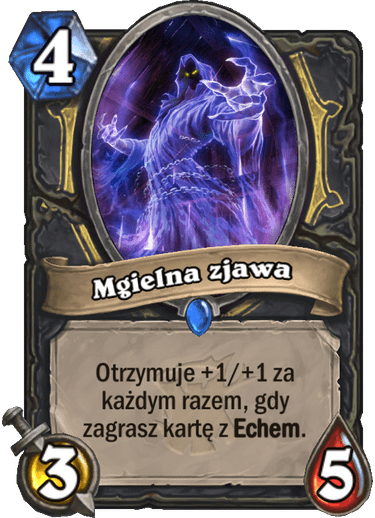 4
Mgielna zjawa
Otrzymuje +1/+1 za
każdym razem, gdy
zagrasz kartę z Echem.
3
5